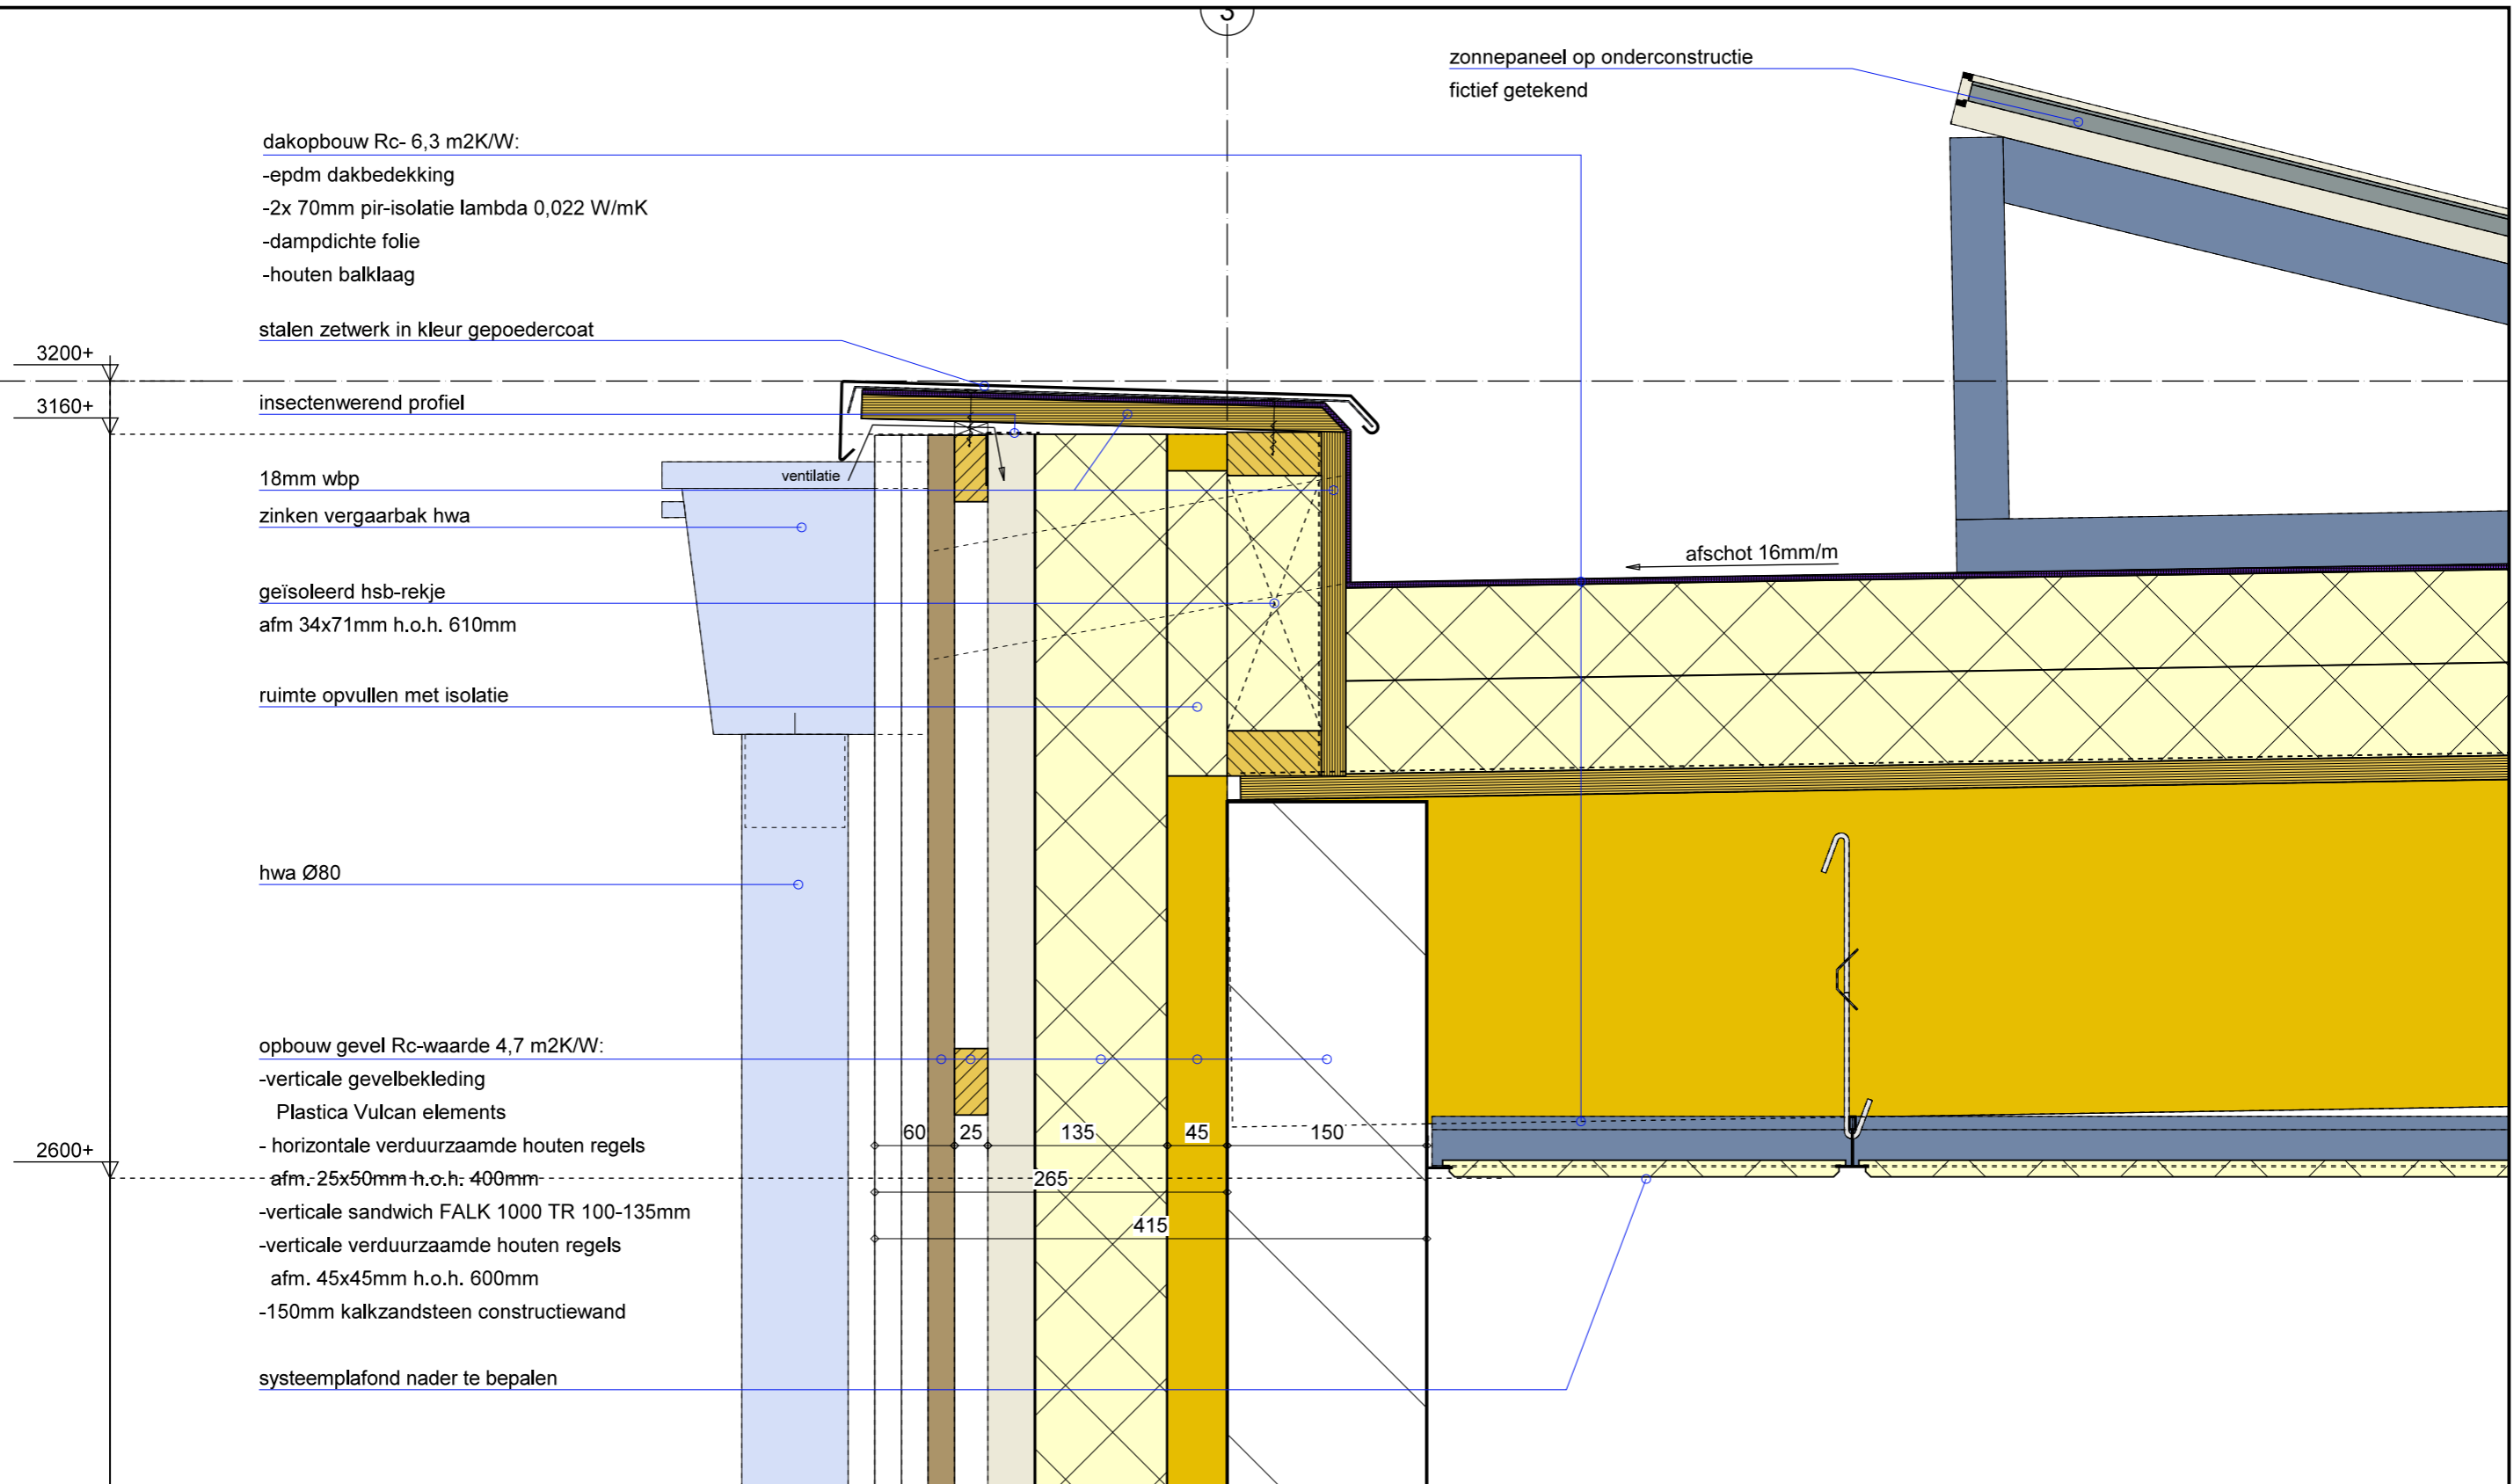 3
zonnepaneel op onderconstructie
fictief getekend
dakopbouw Rc- 6,3 m2K/W:
-epdm dakbedekking
-2x 70mm pir-isolatie lambda 0,022 W/mK
-dampdichte folie
-houten balklaag
stalen zetwerk in kleur gepoedercoat
3200+
insectenwerend profiel
3160+
18mm wbp
ventilatie
zinken vergaarbak hwa
afschot 16mm/m
geïsoleerd hsb-rekje
afm 34x71mm h.o.h. 610mm
ruimte opvullen met isolatie
hwa Ø80
opbouw gevel Rc-waarde 4,7 m2K/W:
-verticale gevelbekleding
Plastica Vulcan elements
- horizontale verduurzaamde houten regels
afm. 25x50mm h.o.h. 400mm
-verticale sandwich FALK 1000 TR 100-135mm
-verticale verduurzaamde houten regels
afm. 45x45mm h.o.h. 600mm
-150mm kalkzandsteen constructiewand
60 25 135 45 150
2600+
265
415
systeemplafond nader te bepalen